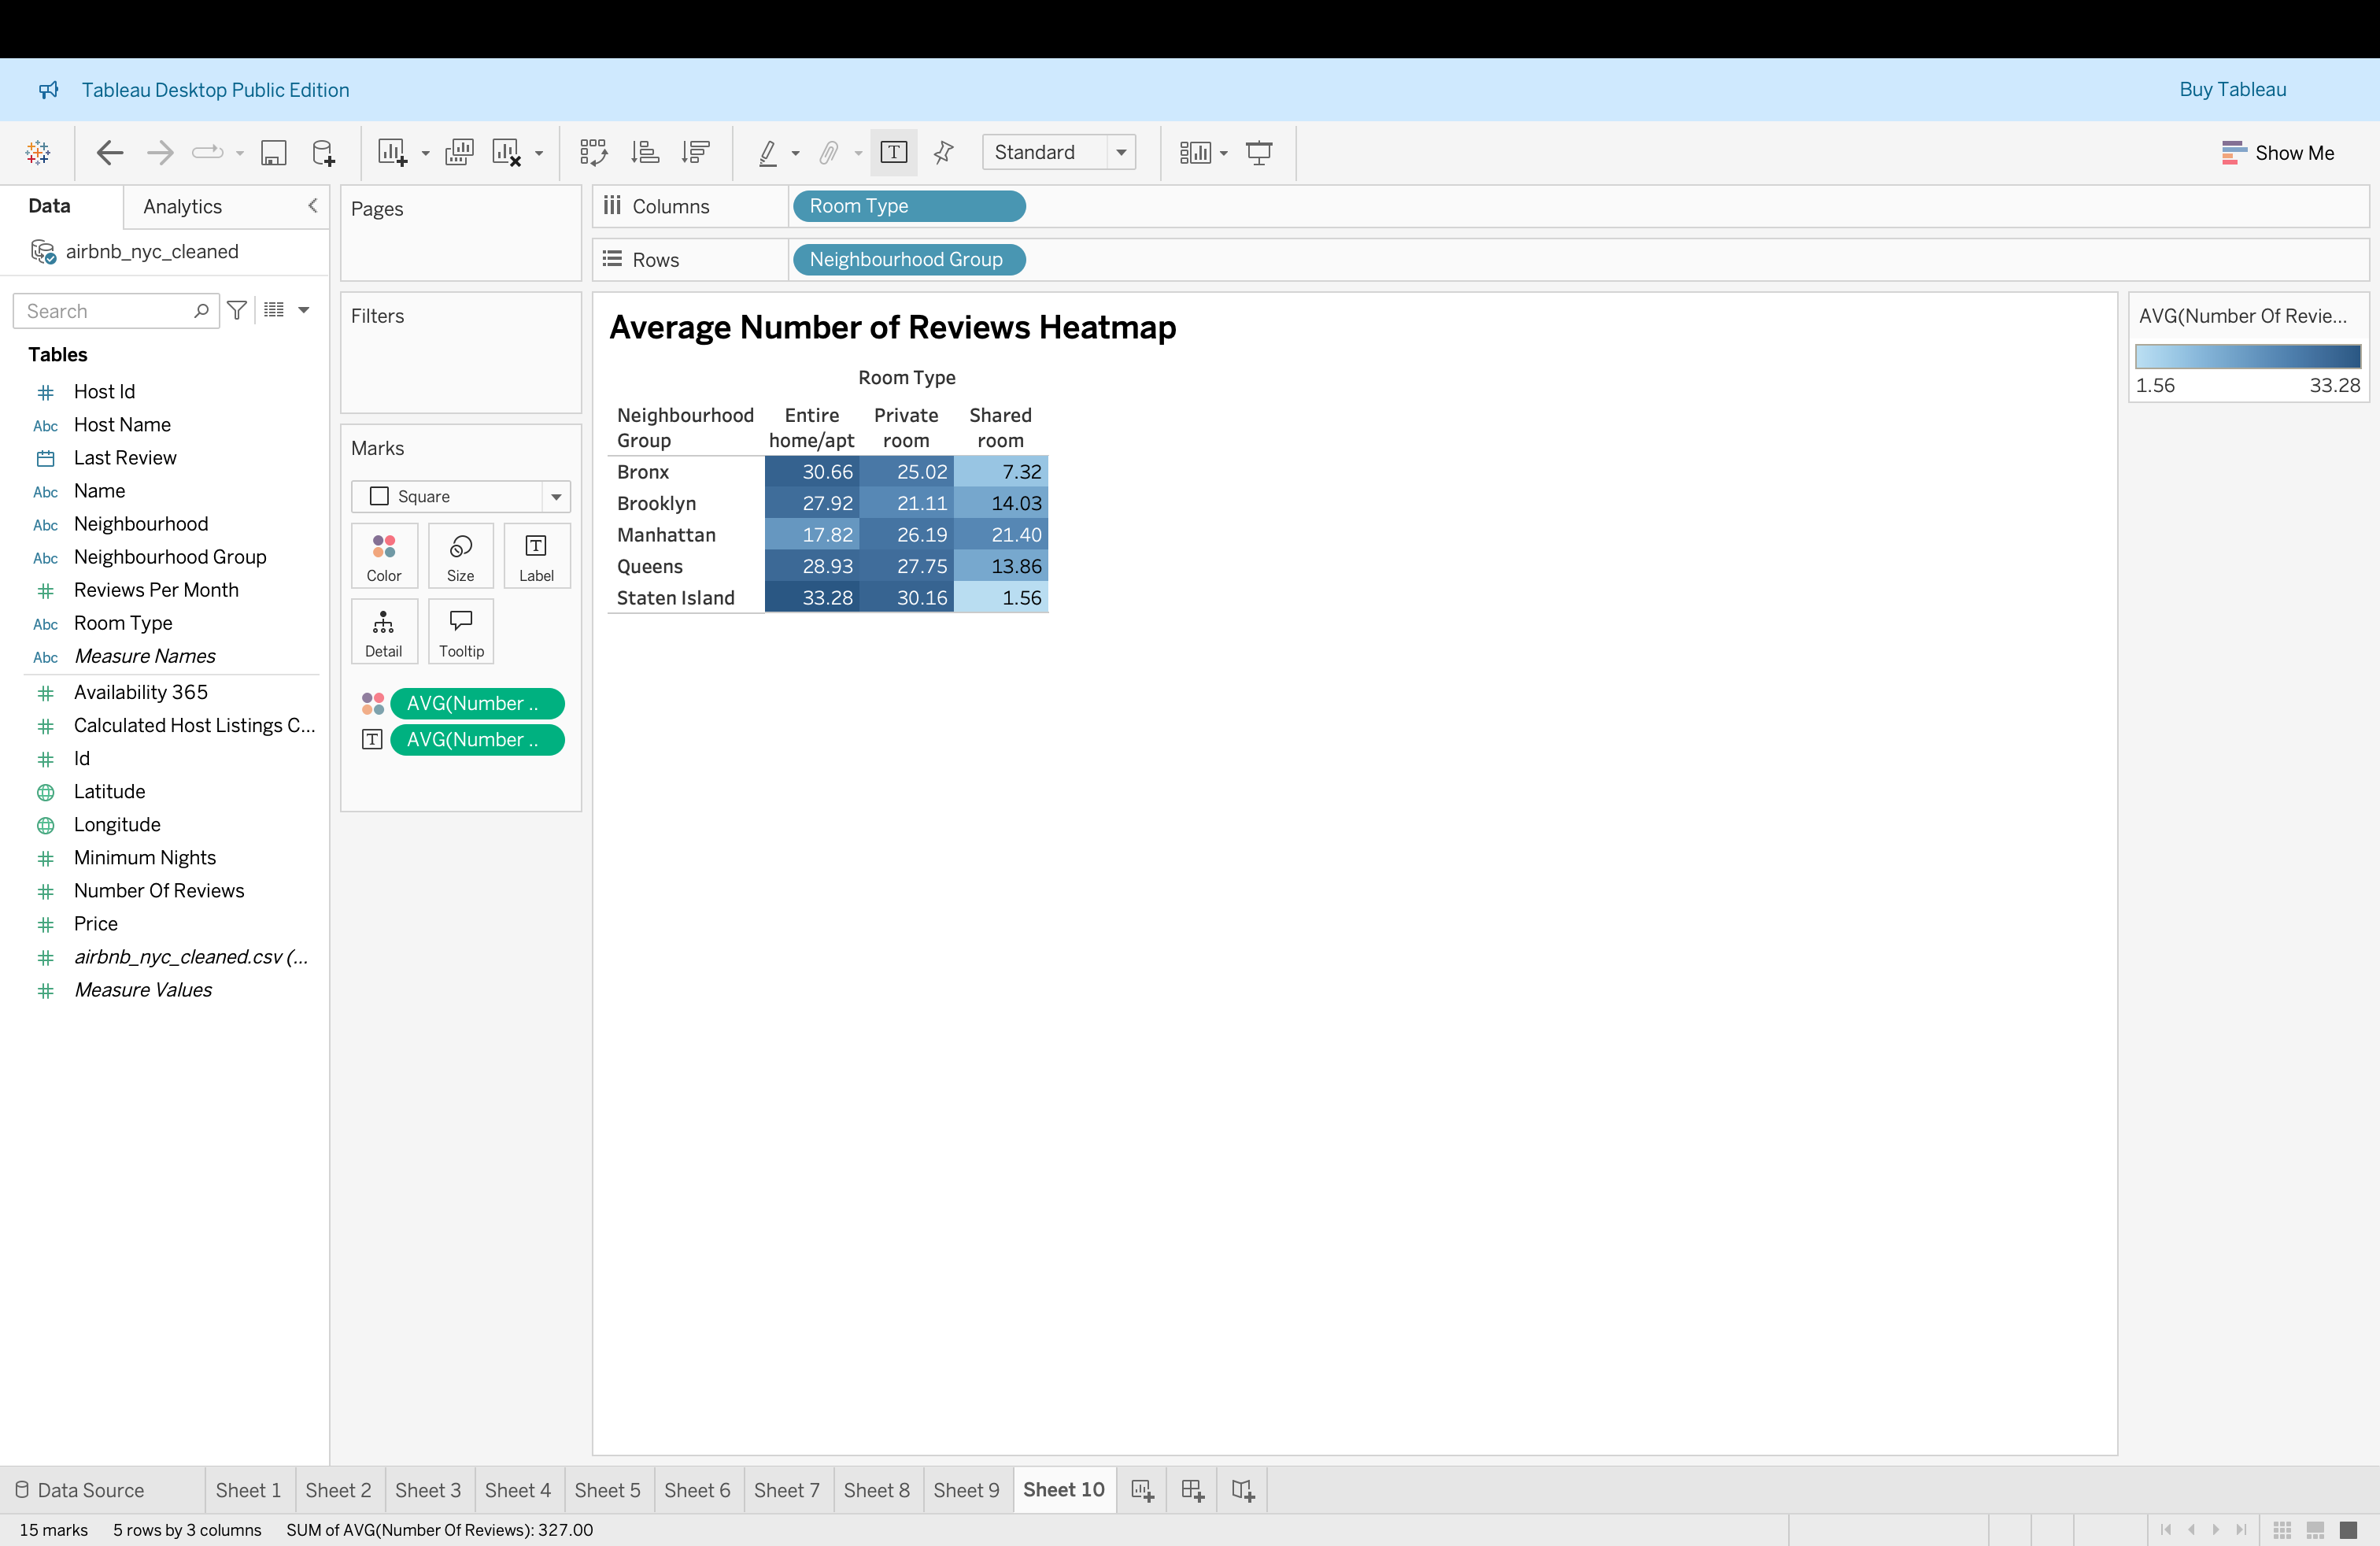 Tableau Desktop Public Edition
Buy Tableau
Standard
Show Me
Data
Analytics
airbnb_nyc_cleaned
Search
Tables
Host Id
Abc Host Name
Last Review
Abc Name
Abc Neighbourhood
Abc Neighbourhood Group
Reviews Per Month
Abc Room Type
Abc Measure Names
Availability 365
Calculated Host Listings C...
Id
Latitude
Longitude
Minimum Nights
Number Of Reviews
Price
airbnb_nyc_cleaned.csv (...
Measure Values
Pages
Filters
Marks
Square
Color Size T Label
Detail Tooltip
AVG(Number ..
T AVG(Number ..
Columns Room Type
Rows Neighbourhood Group
Average Number of Reviews Heatmap
Room Type
Neighbourhood Entire Private Shared
Group home/apt room room
Bronx 30.66 25.02 7.32
Brooklyn 27.92 21.11 14.03
Manhattan 17.82 26.19 21.40
Queens 28.93 27.75 13.86
Staten Island 33.28 30.16 1.56
AVG(Number Of Revie...
1.56 33.28
Data Source Sheet 1 Sheet 2 Sheet 3 Sheet 4 Sheet 5 Sheet 6 Sheet 7 Sheet 8 Sheet 9 Sheet 10
15 marks 5 rows by 3 columns SUM of AVG(Number Of Reviews): 327.00